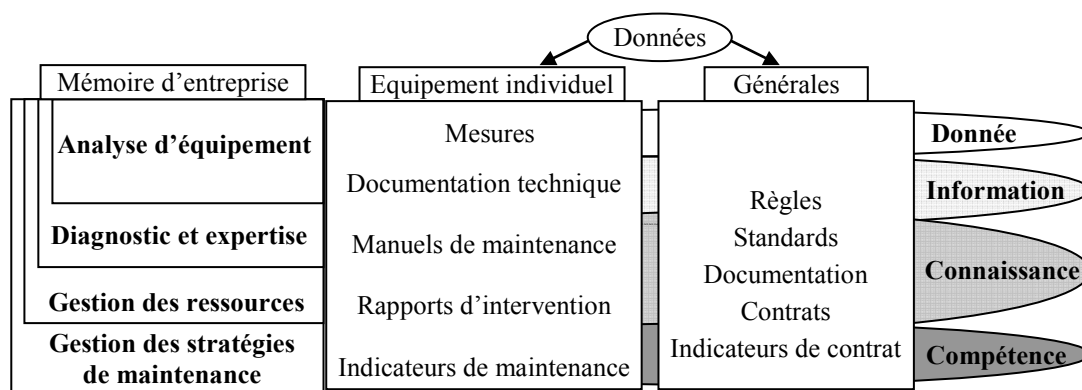 Données
Mémoire d’entreprise
Equipement individuel
Générales
Analyse d’équipement
Diagnostic et expertise
Gestion des ressources
Gestion des stratégies
de maintenance
Mesures
Documentation technique
Manuels de maintenance
Rapports d’intervention
Indicateurs de maintenance
Règles
Standards
Documentation
Contrats
Indicateurs de contrat
Donnée
Information
Connaissance
Compétence